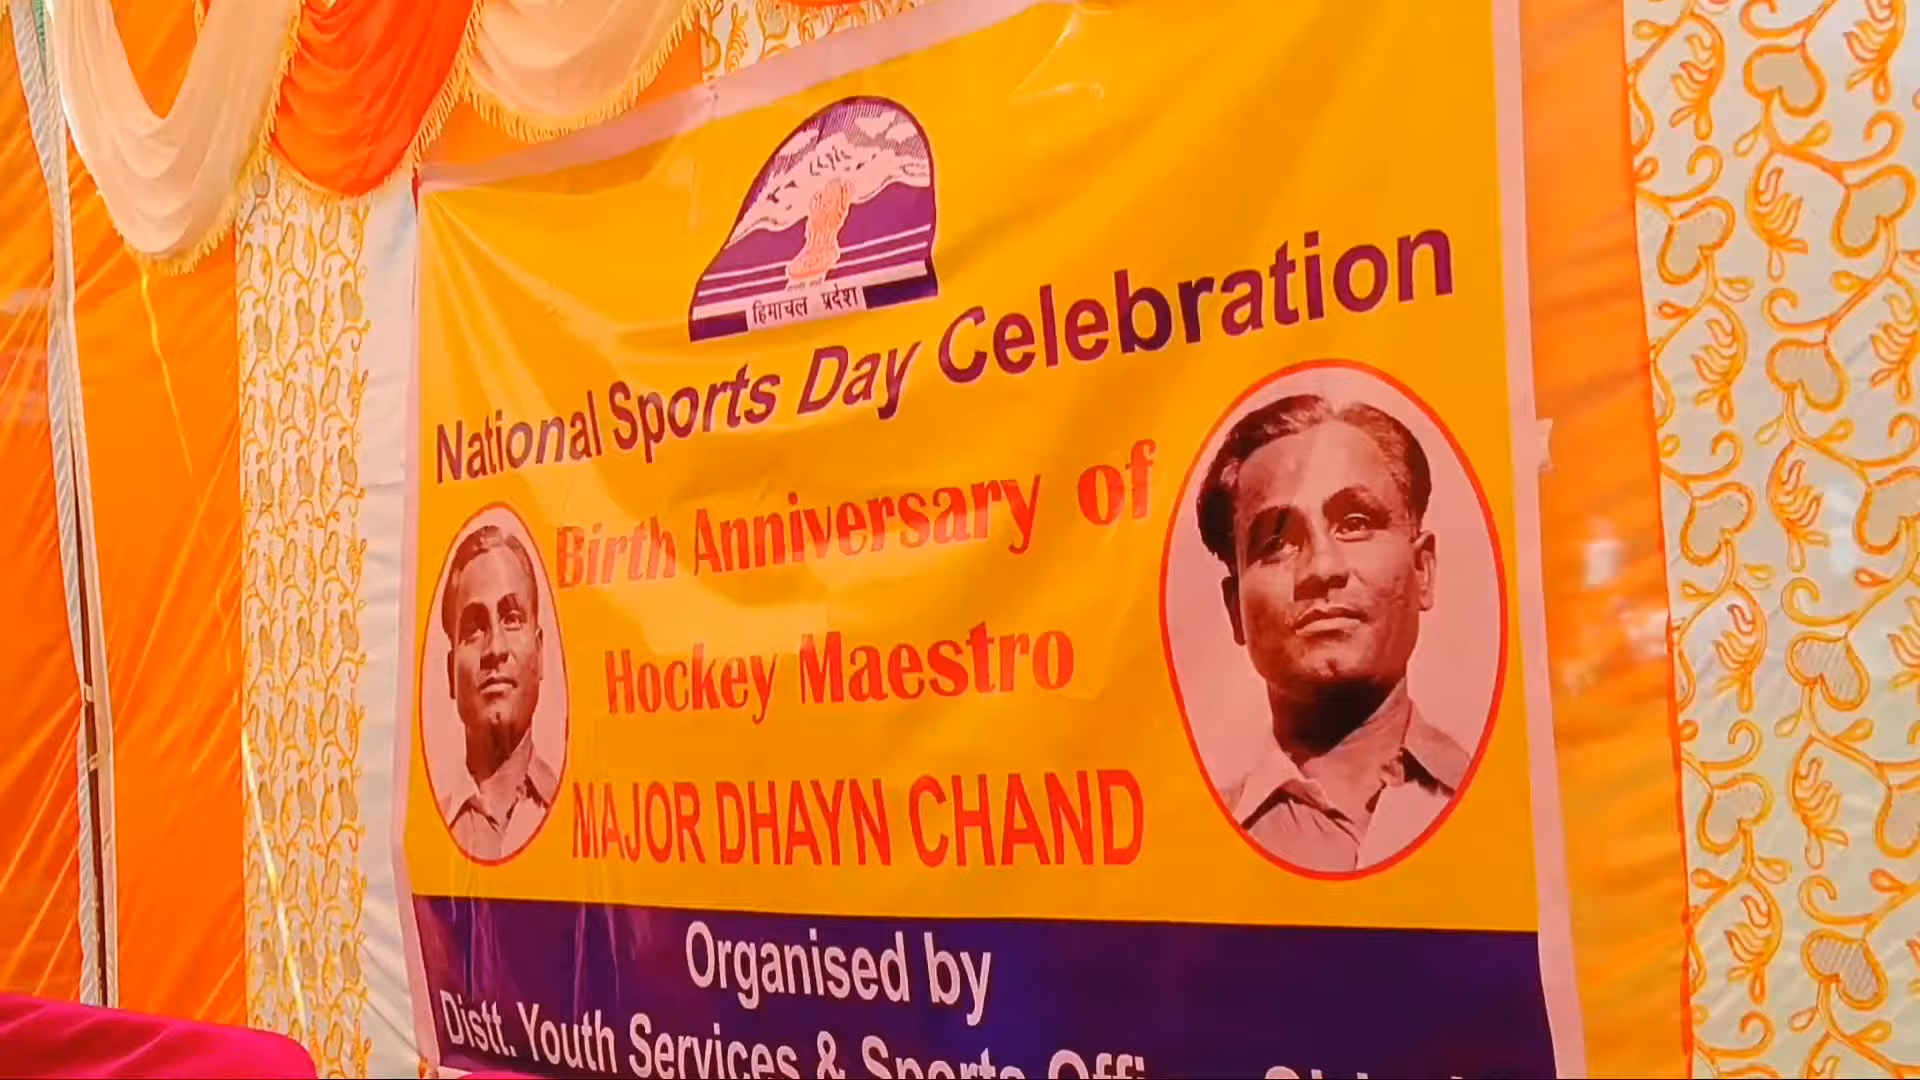 हिमाचल प्रदेश
National Sports Day Celebration
Birth Anniversary of
Hockey Maestro
MAJOR DHAYN CHAND
Organised by
Distt. Youth Services & Sports